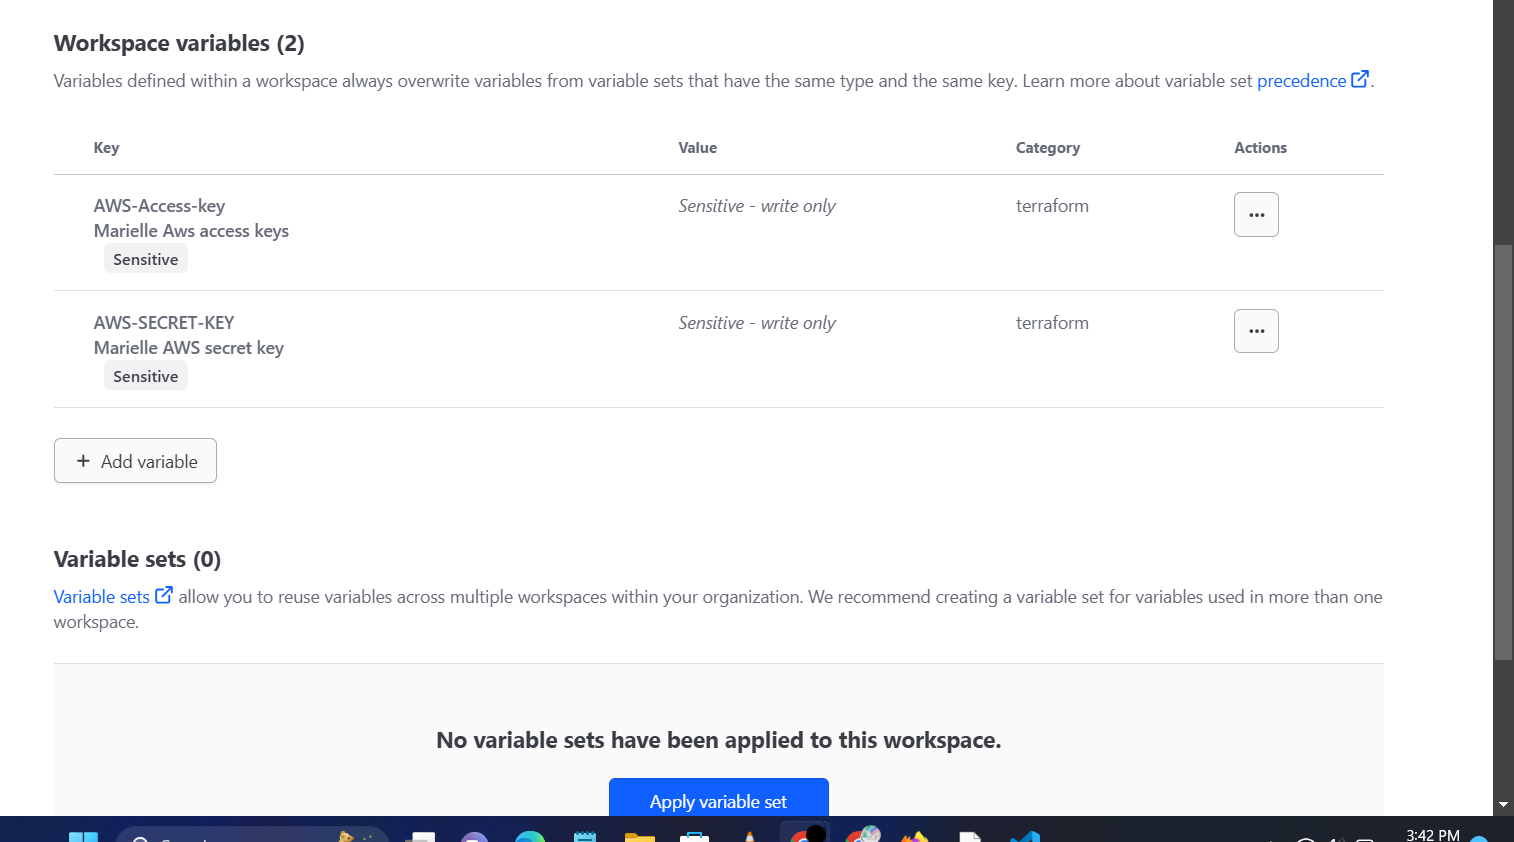 Workspace variables (2)
Variables defined within a workspace always overwrite variables from variable sets that have the same type and the same key. Learn more about variable set precedence.
Key Value Category Actions
AWS-Access-key Sensitive - write only terraform
Marielle Aws access keys
Sensitive
AWS-SECRET-KEY Sensitive - write only terraform
Marielle AWS secret key
Sensitive
+ Add variable
Variable sets (0)
Variable sets allow you to reuse variables across multiple workspaces within your organization. We recommend creating a variable set for variables used in more than one
workspace.
No variable sets have been applied to this workspace.
Apply variable set
3:42 PM